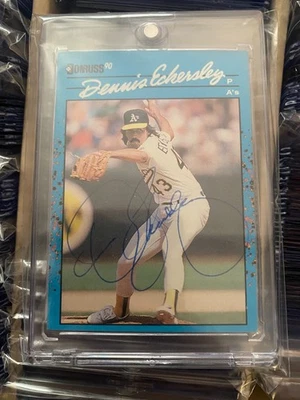 DONRUSS 90
Dennis Eckersley P
A's
A's
43